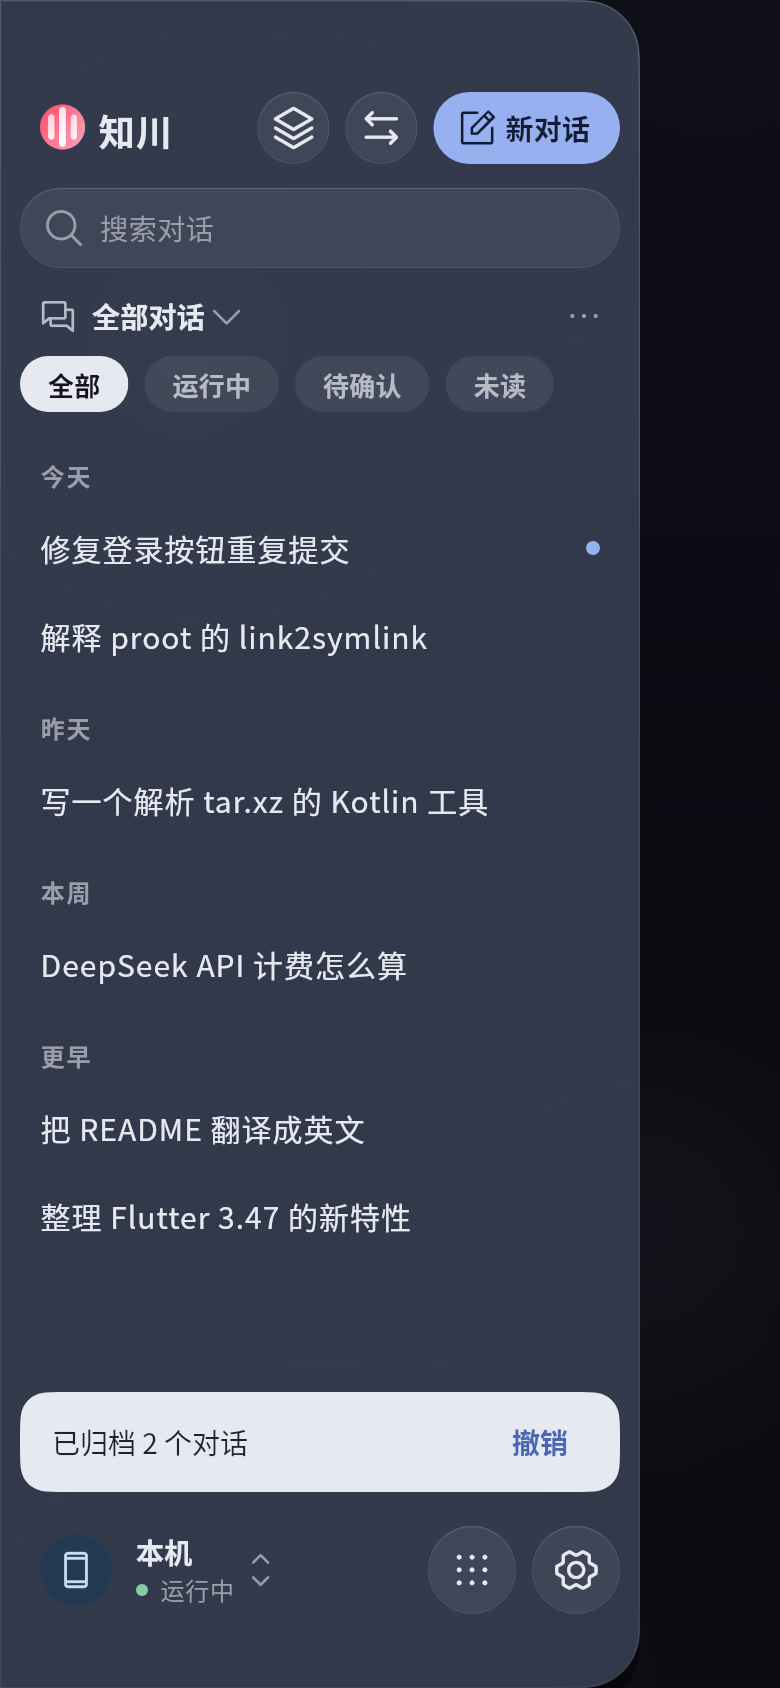 知川
新对话
搜索对话
全部对话
全部 运行中 待确认 未读
今天
修复登录按钮重复提交
解释 proot 的 link2symlink
昨天
写一个解析 tar.xz 的 Kotlin 工具
本周
DeepSeek API 计费怎么算
更早
把 README 翻译成英文
整理 Flutter 3.47 的新特性
已归档 2 个对话 撤销
本机
运行中